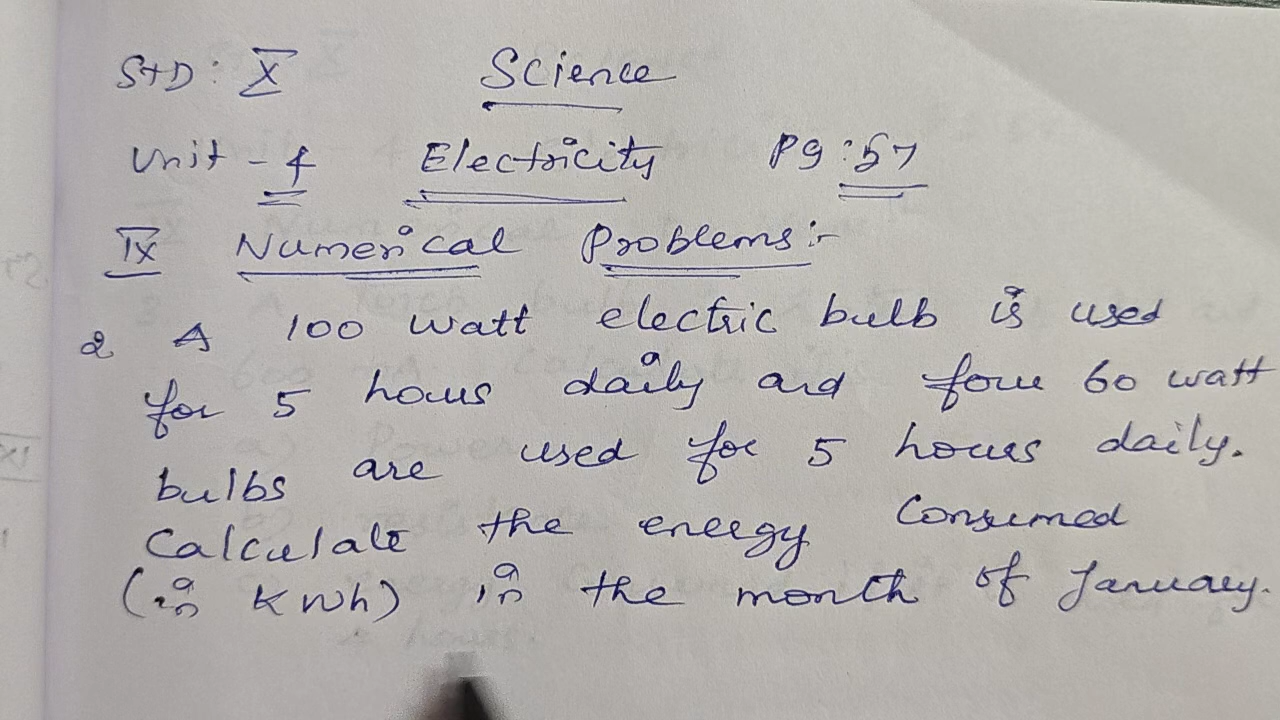 STD: X Science
Unit - 4 Electricity Pg: 57
IX Numerical Problems:-
2 A 100 watt electric bulb is used
for 5 hours daily and four 60 watt
bulbs are used for 5 hours daily.
Calculate the energy Consumed
(in KWh) in the month of January.